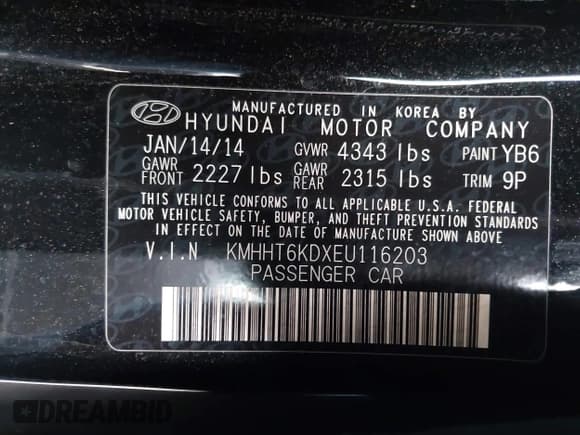 MANUFACTURED IN KOREA BY
HYUNDAI MOTOR COMPANY
JAN/14/14 GVWR 4343 lbs PAINT YB6
GAWR FRONT 2227 lbs GAWR REAR 2315 lbs TRIM 9P
THIS VEHICLE CONFORMS TO ALL APPLICABLE U.S.A. FEDERAL
MOTOR VEHICLE SAFETY, BUMPER, AND THEFT PREVENTION STANDARDS
IN EFFECT ON THE DATE OF MANUFACTURE SHOWN ABOVE
V.I.N KMHHT6KDXEU116203
PASSENGER CAR
DREAMBID